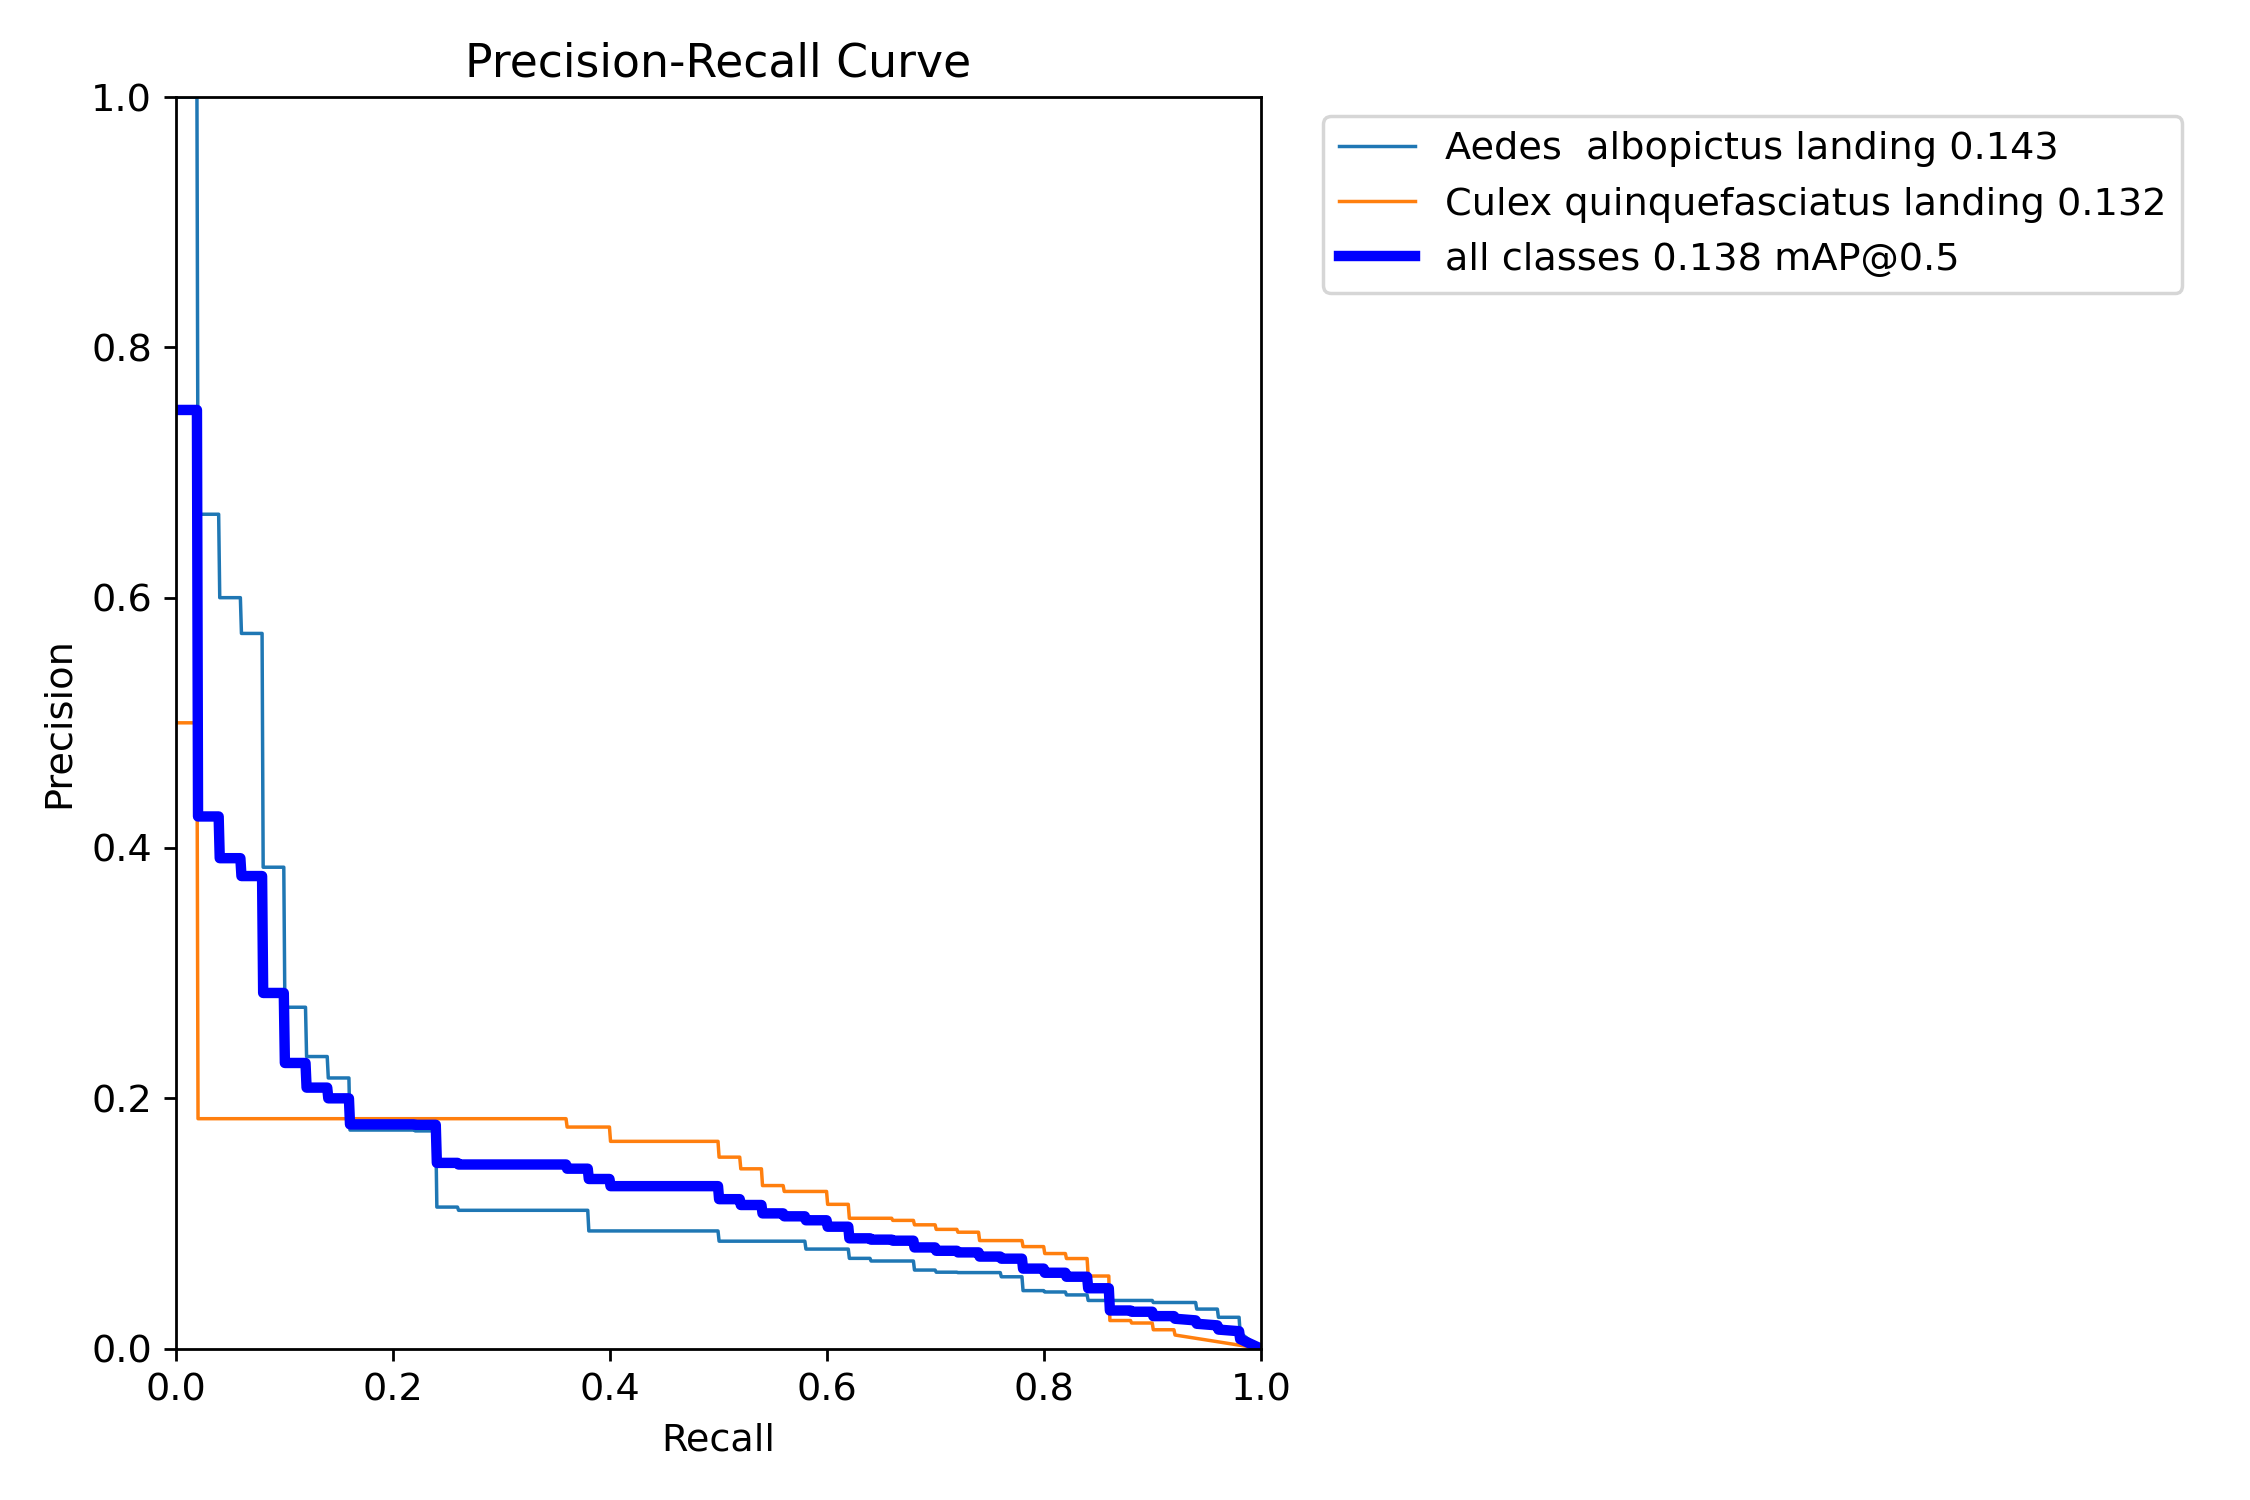 Precision-Recall Curve
1.0
0.8
0.6
0.4
0.2
0.0
Precision
0.0 0.2 0.4 0.6 0.8 1.0
Recall
Aedes  albopictus landing 0.143
Culex quinquefasciatus landing 0.132
all classes 0.138 mAP@0.5